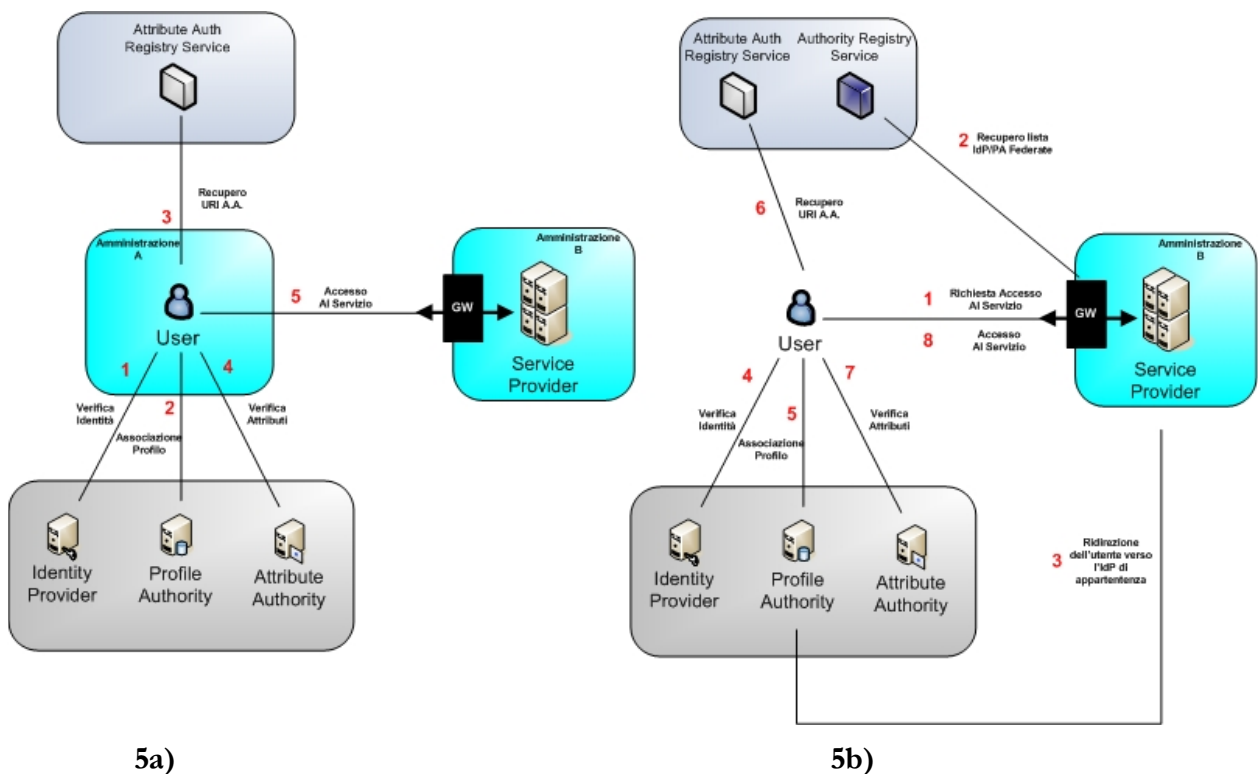 Attribute Auth
Registry Service
Recupero
URI A.A.
3
Amministrazione
A
User
5
Accesso
Al Servizio
GW
Amministrazione
B
Service
Provider
1
2
4
Verifica
Identità
Associazione
Profilo
Verifica
Attributi
Identity
Provider
Profile
Authority
Attribute
Authority
5a)
Attribute Auth
Registry Service
Authority Registry
Service
2
Recupero lista
IdP/PA Federate
6
Recupero
URI A.A.
User
1
Richiesta Accesso
Al Servizio
8
Accesso
Al Servizio
GW
Amministrazione
B
Service
Provider
4
5
7
Verifica
Identità
Associazione
Profilo
Verifica
Attributi
Identity
Provider
Profile
Authority
Attribute
Authority
3
Ridirazione
dell'utente verso
l'IdP di
appartentenza
5b)